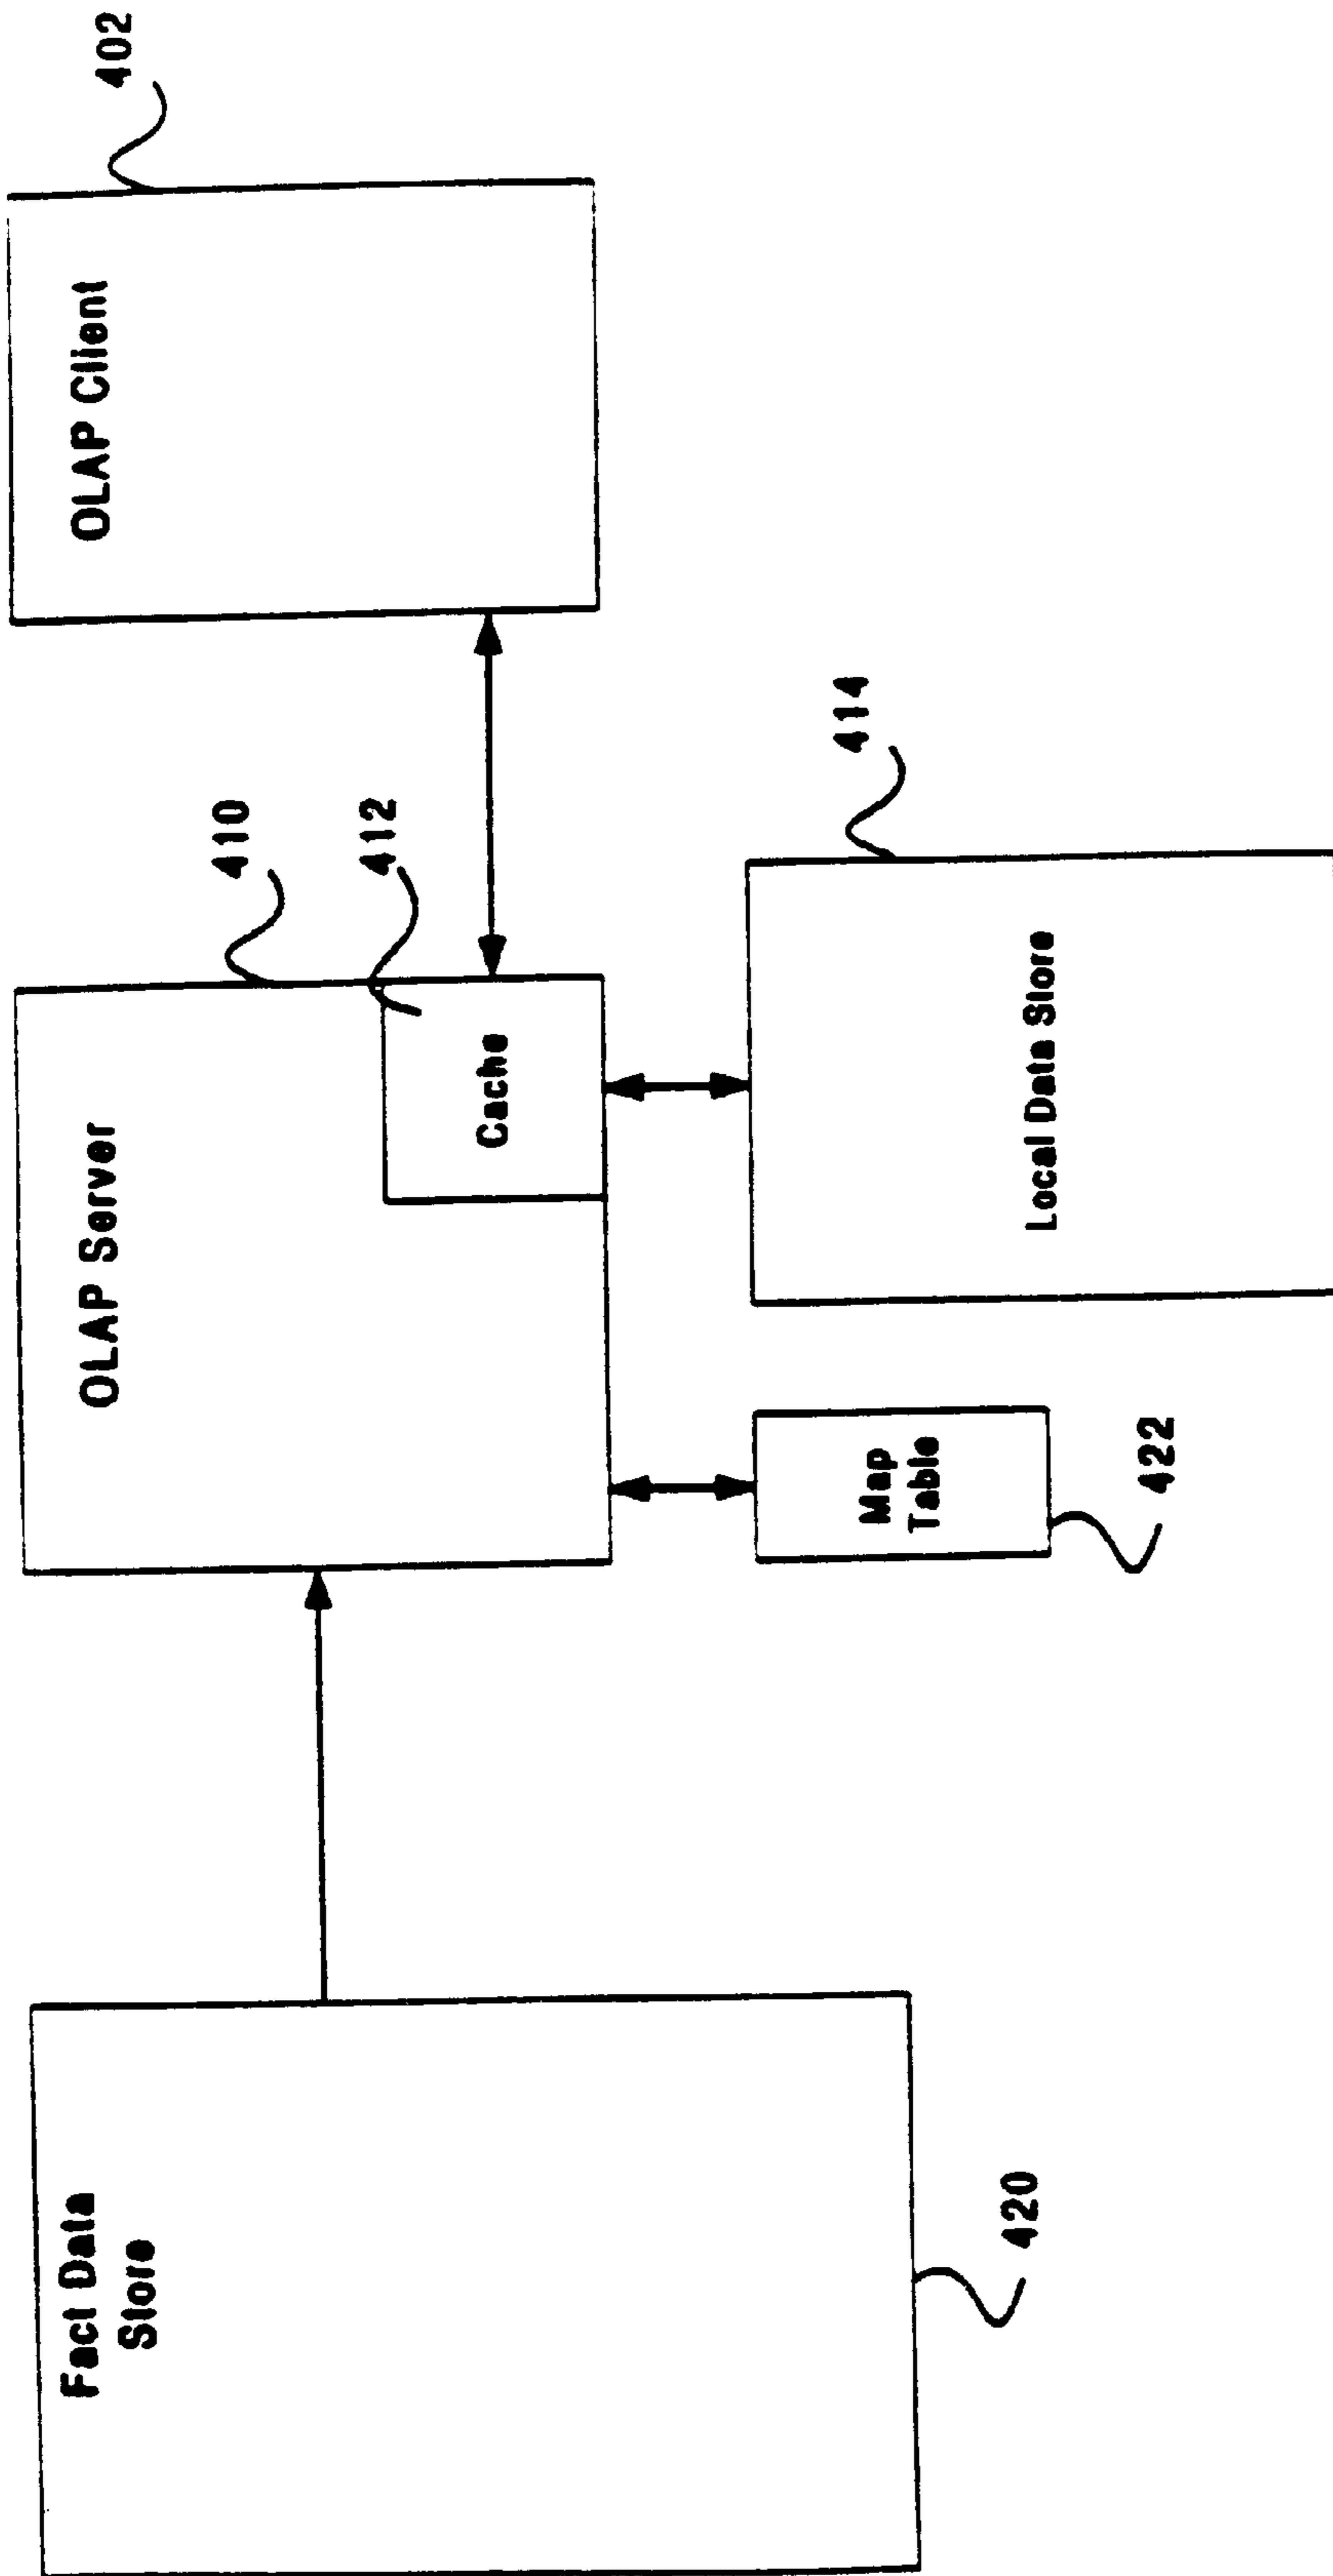 Fact Data
Store
420
OLAP Server
410
Cache
412
Map
Table
422
Local Data Store
414
OLAP Client
402